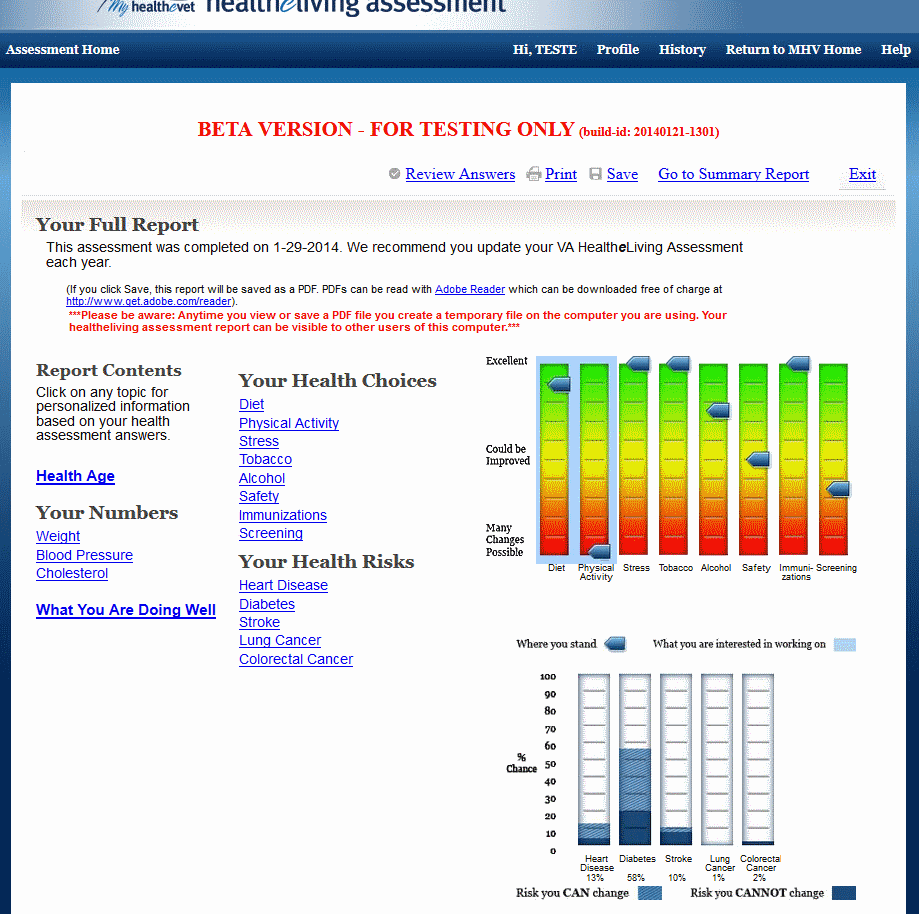 My healthevet healtheliving assessment
Assessment Home Hi, TESTE Profile History Return to MHV Home Help
BETA VERSION - FOR TESTING ONLY (build-id: 20140121-1301)
Review Answers Print Save Go to Summary Report Exit
Your Full Report
This assessment was completed on 1-29-2014. We recommend you update your VA HealtheLiving Assessment
each year.
(If you click Save, this report will be saved as a PDF. PDFs can be read with Adobe Reader which can be downloaded free of charge at
http://www.get.adobe.com/reader).
***Please be aware: Anytime you view or save a PDF file you create a temporary file on the computer you are using. Your
healtheliving assessment report can be visible to other users of this computer.***
Report Contents
Click on any topic for
personalized information
based on your health
assessment answers.
Health Age
Your Numbers
Weight
Blood Pressure
Cholesterol
What You Are Doing Well
Your Health Choices
Diet
Physical Activity
Stress
Tobacco
Alcohol
Safety
Immunizations
Screening
Your Health Risks
Heart Disease
Diabetes
Stroke
Lung Cancer
Colorectal Cancer
Excellent
Could be
Improved
Many
Changes
Possible
Diet Physical Stress Tobacco Alcohol Safety Immuni- Screening
Activity zations
Where you stand What you are interested in working on
100
90
80
70
60
50
40
30
20
10
0
%
Chance
Heart Diabetes Stroke Lung Colorectal
Disease Cancer Cancer
13% 58% 10% 1% 2%
Risk you CAN change Risk you CANNOT change